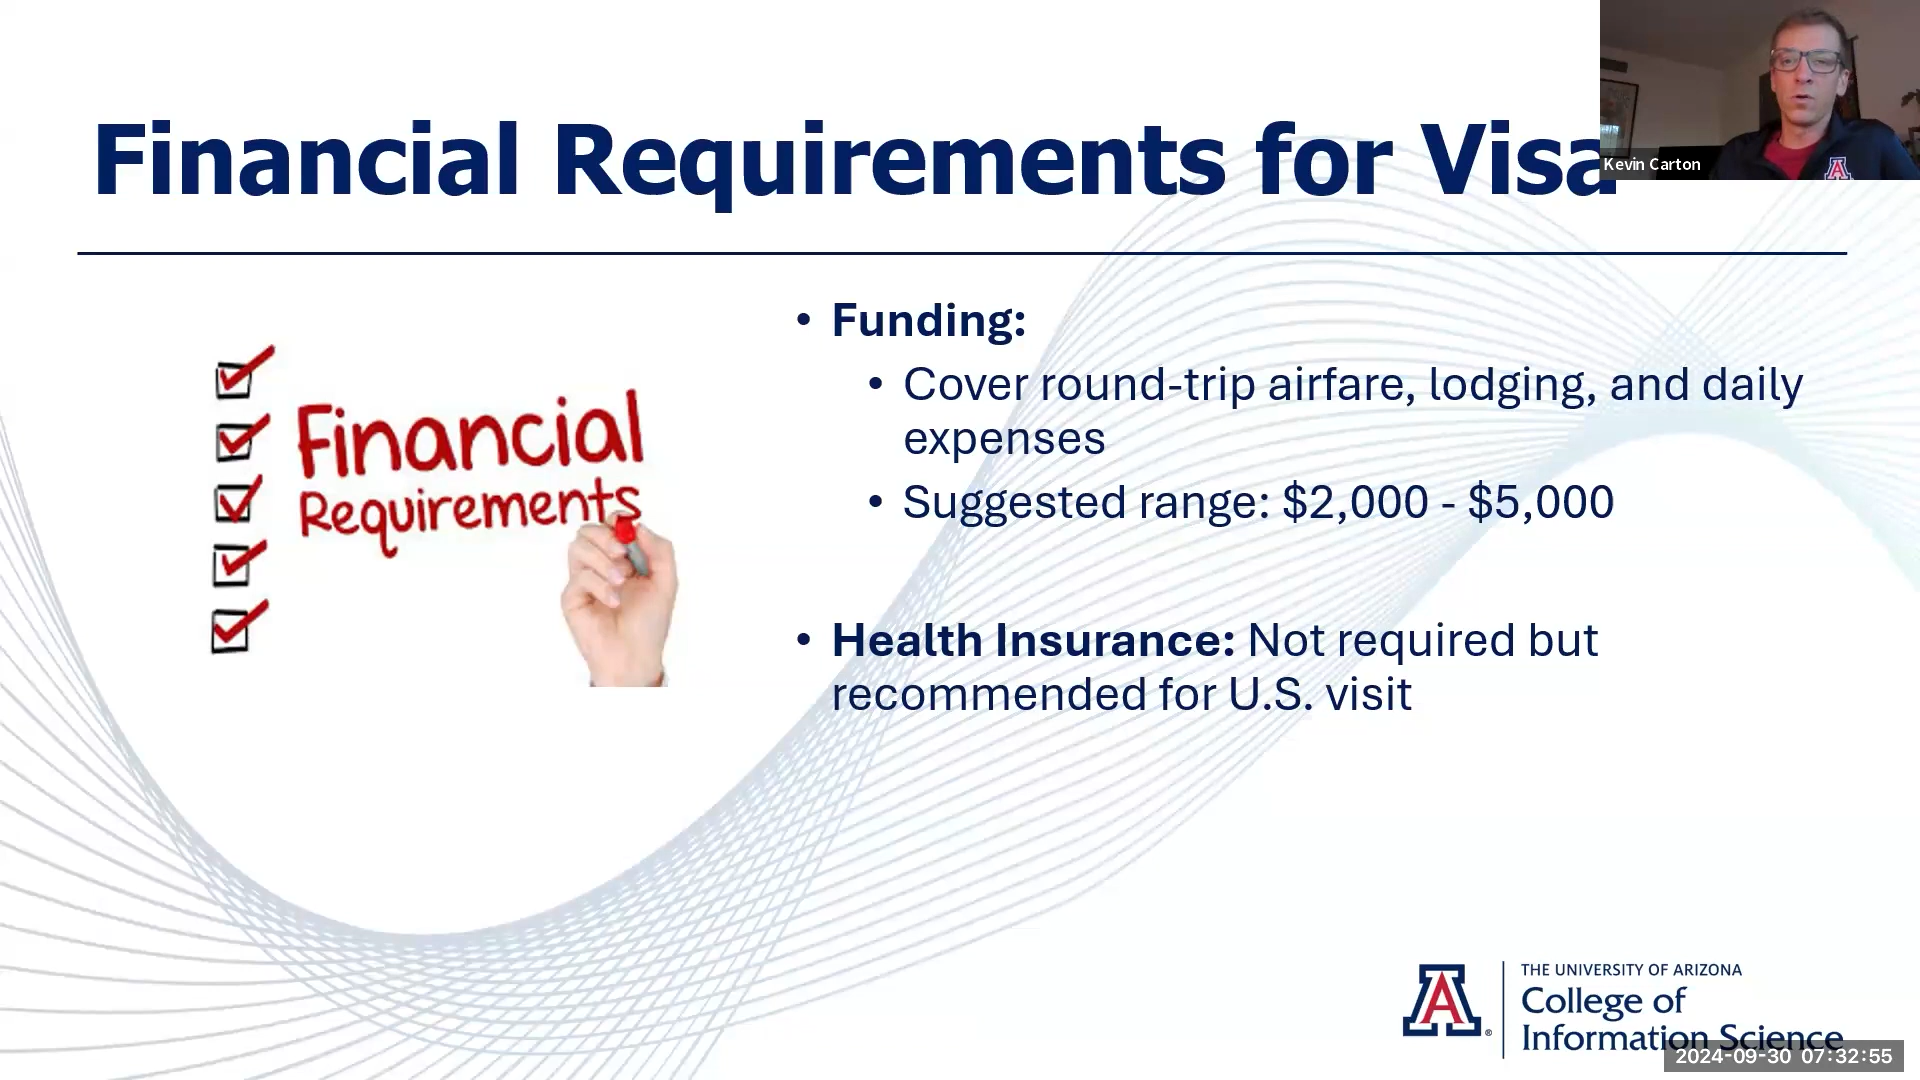 Financial Requirements for Visa
Kevin Carton
Financial
Requirements
• Funding:
• Cover round-trip airfare, lodging, and daily
expenses
• Suggested range: $2,000 - $5,000
• Health Insurance: Not required but
recommended for U.S. visit
A
THE UNIVERSITY OF ARIZONA
College of
Information Science
2024-09-30 07:32:55